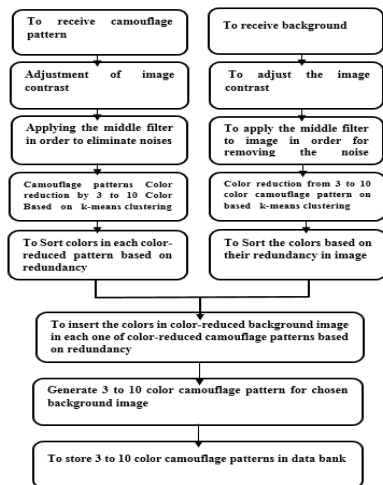 To receive camouflage
pattern
Adjustment of image
contrast
Applying the middle filter
in order to eliminate noises
Camouflage patterns Color
reduction by 3 to 10 Color
Based on k-means clustering
To Sort colors in each color-
reduced pattern based on
redundancy
To receive background
To adjust the image
contrast
To apply the middle filter
to image in order for
removing the noise
Color reduction from 3 to 10
color camouflage pattern on
based k-means clustering
To Sort the colors based on
their redundancy in image
To insert the colors in color-reduced background image
in each one of color-reduced camouflage patterns based
on redundancy
Generate 3 to 10 color camouflage pattern for chosen
background image
To store 3 to 10 color camouflage patterns in data bank